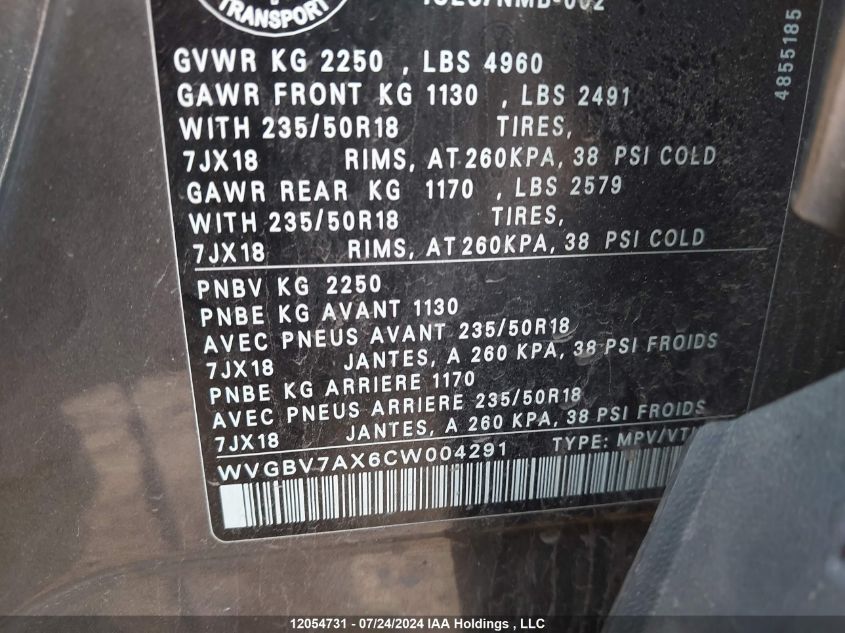 TRANSPORT
GVWR KG 2250 , LBS 4960
GAWR FRONT KG 1130 , LBS 2491
WITH 235/50R18 TIRES,
7JX18 RIMS, AT 260KPA, 38 PSI COLD
GAWR REAR KG 1170 , LBS 2579
WITH 235/50R18 TIRES,
7JX18 RIMS, AT 260KPA, 38 PSI COLD
PNBV KG 2250
PNBE KG AVANT 1130
AVEC PNEUS AVANT 235/50R18
7JX18 JANTES, A 260 KPA, 38 PSI FROIDS
PNBE KG ARRIERE 1170
AVEC PNEUS ARRIERE 235/50R18
7JX18 JANTES, A 260 KPA, 38 PSI FROIDS
WVGBV7AX6CW004291 TYPE: MPV/VT
4855185
12054731 - 07/24/2024 IAA Holdings , LLC